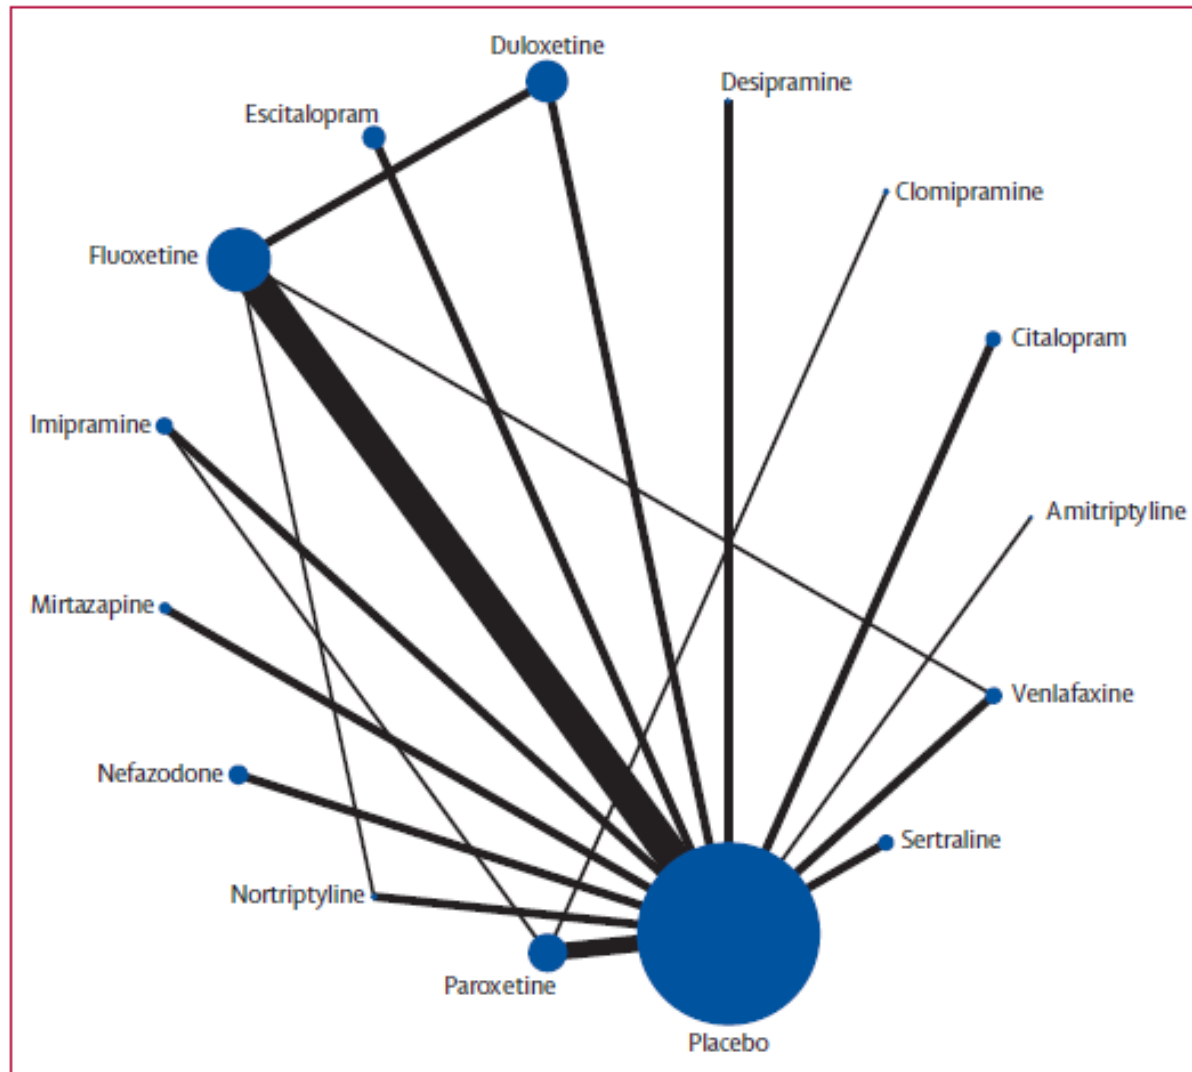 Duloxetine
Desipramine
Escitalopram
Clomipramine
Fluoxetine
Citalopram
Imipramine
Amitriptyline
Mirtazapine
Venlafaxine
Nefazodone
Sertraline
Nortriptyline
Paroxetine
Placebo